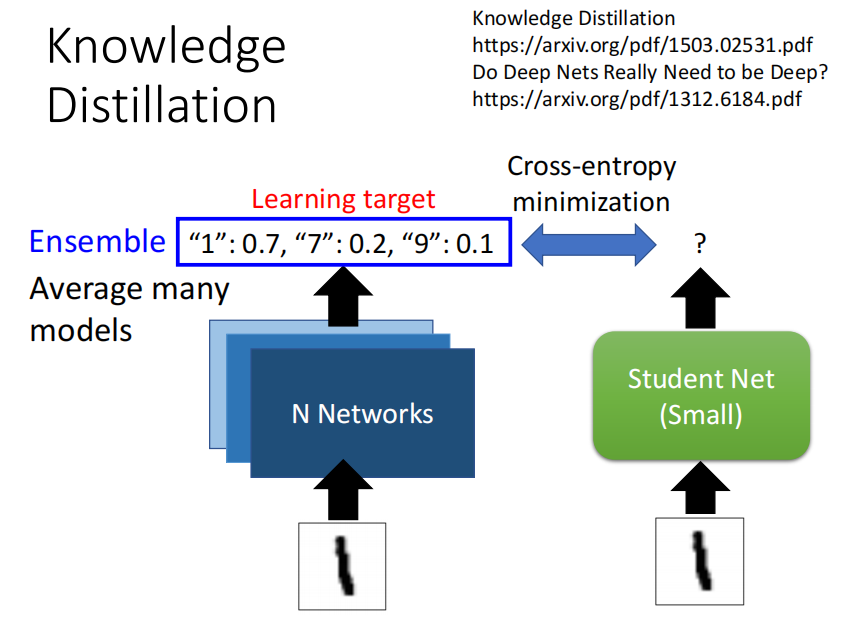 Knowledge
Distillation
Knowledge Distillation
https://arxiv.org/pdf/1503.02531.pdf
Do Deep Nets Really Need to be Deep?
https://arxiv.org/pdf/1312.6184.pdf
Cross-entropy
minimization
Learning target
Ensemble
“1”: 0.7, “7”: 0.2, “9”: 0.1
?
Average many
models
N Networks
Student Net
(Small)